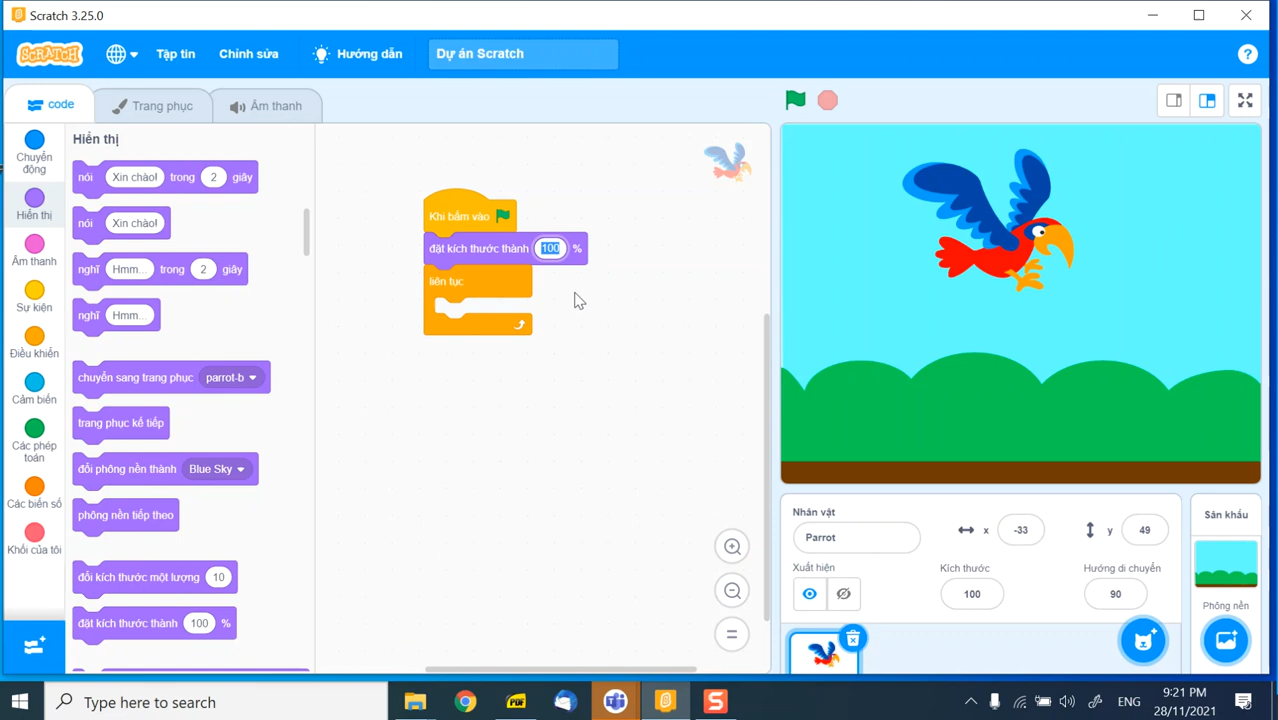 Scratch 3.25.0
SCRATCH
Tập tin
Chỉnh sửa
Hướng dẫn
Dự án Scratch
?
code
Trang phục
Âm thanh
Chuyển động
Hiển thị
Âm thanh
Sự kiện
Điều khiển
Cảm biến
Các phép toán
Các biến số
Khối của tôi
Hiển thị
nói Xin chào! trong 2 giây
nói Xin chào!
nghĩ Hmm... trong 2 giây
nghĩ Hmm...
chuyển sang trang phục parrot-b
trang phục kế tiếp
đổi phông nền thành Blue Sky
phông nền tiếp theo
đổi kích thước một lượng 10
đặt kích thước thành 100 %
Khi bấm vào
đặt kích thước thành 100 %
liên tục
Nhân vật
Parrot
x -33
y 49
Xuất hiện
Kích thước
100
Hướng di chuyển
90
Sân khấu
Phông nền
Type here to search
PDF
S
ENG
9:21 PM
28/11/2021